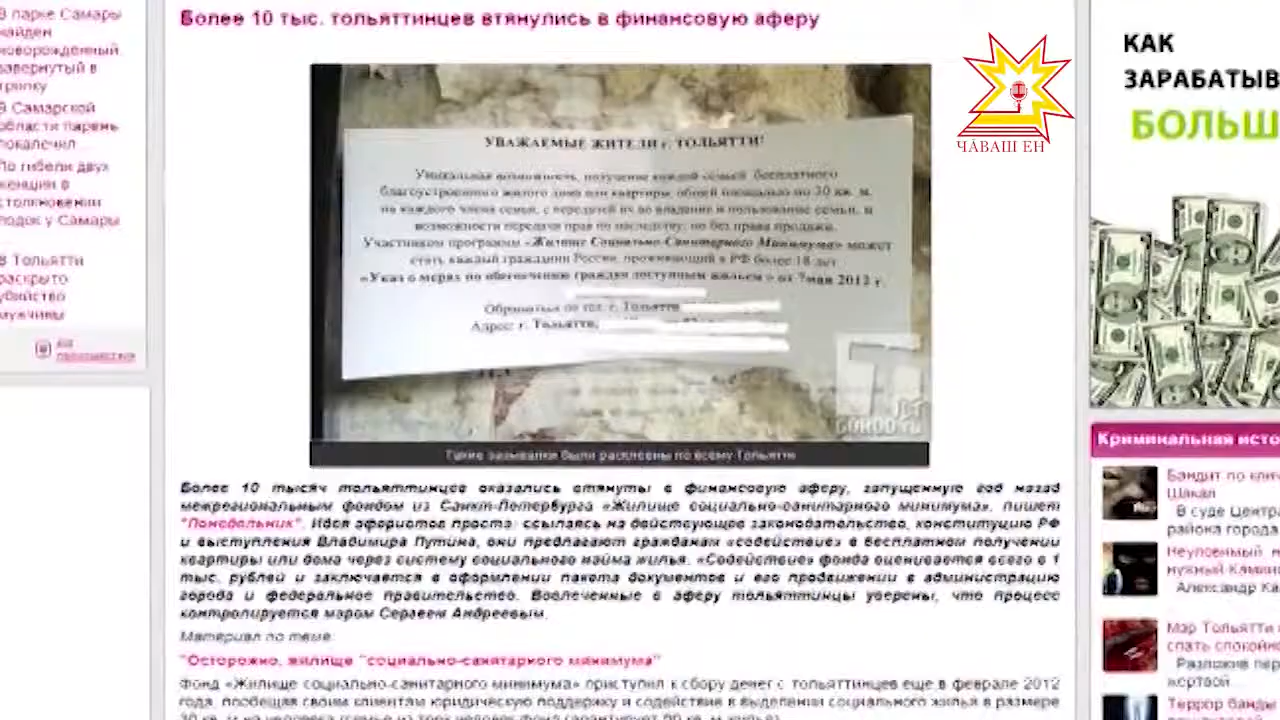 В парке Самары
найден
новорожденный,
завернутый в
тряпку
В Самарской
области парень
покалечил
По гибели двух
женщин в
столкновении
лодок у Самары
В Тольятти
раскрыто
убийство
мужчины
все
происшествия
Более 10 тыс. тольяттинцев втянулись в финансовую аферу
УВАЖАЕМЫЕ ЖИТЕЛИ г. ТОЛЬЯТТИ!
Уникальная возможность, получение каждой семьей бесплатного
благоустроенного жилого дома или квартиры, общей площадью по 30 кв. м.
на каждого члена семьи, с передачей их во владение и пользование семьи, и
возможности передачи прав по наследству, но без права продажи.
Участником программы «Жилище Социально-Санитарного Минимума» может
стать каждый гражданин России, проживающий в РФ более 18 лет
«Указ о мерах по обеспечению граждан доступным жильем» от 7мая 2012 г.
Обращаться по тел. г. Тольятти
Адрес: г. Тольятти,
Такие зазывалки были расклеены по всему Тольятти
Более 10 тысяч тольяттинцев оказались втянуты в финансовую аферу, запущенную год назад
межрегиональным фондом из Санкт-Петербурга «Жилище социально-санитарного минимума», пишет
"Понедельник". Идея аферистов проста: ссылаясь на действующее законодательство, конституцию РФ
и выступления Владимира Путина, они предлагают гражданам «содействие» в бесплатном получении
квартиры или дома через систему социального найма жилья. «Содействие» фонда оценивается всего в 1
тыс. рублей и заключается в оформлении пакета документов и его продвижении в администрацию
города и федеральное правительство. Вовлеченные в аферу тольяттинцы уверены, что процесс
контролируется мэром Сергеем Андреевым.
Материал по теме:
"Осторожно, жилище "социально-санитарного минимума"
Фонд «Жилище социально-санитарного минимума» приступил к сбору денег с тольяттинцев еще в феврале 2012
года, пообещав своим клиентам юридическую поддержку и содействие в выделении социального жилья в размере
ЧӐВАШ ЕН
КАК
ЗАРАБАТЫВ
БОЛЬШ
Криминальная исто
Бандит по кли
Шакал
В суде Центра
района города
Неуловимый
нужный
Александр Ка
Мэр Тольятти
спать спокойно
Разложив пер
жертвой
Террор банды